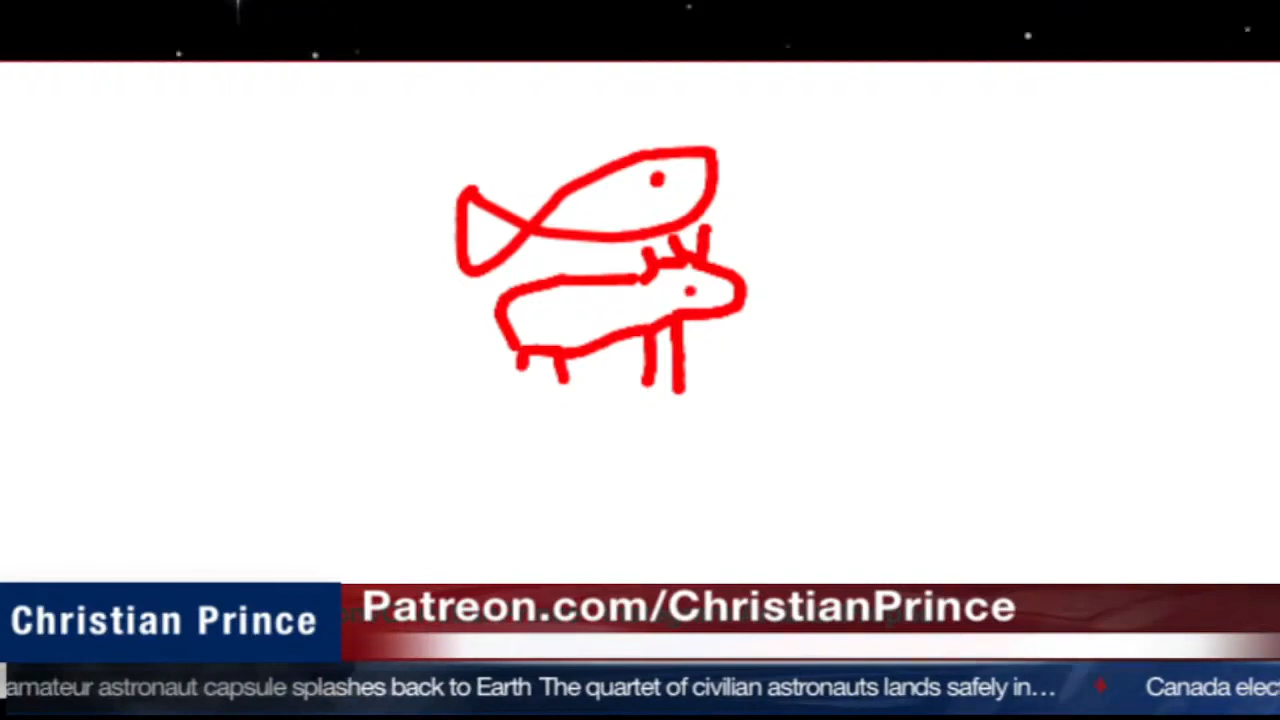 Christian Prince
Patreon.com/ChristianPrince
amateur astronaut capsule splashes back to Earth The quartet of civilian astronauts lands safely in… Canada elec